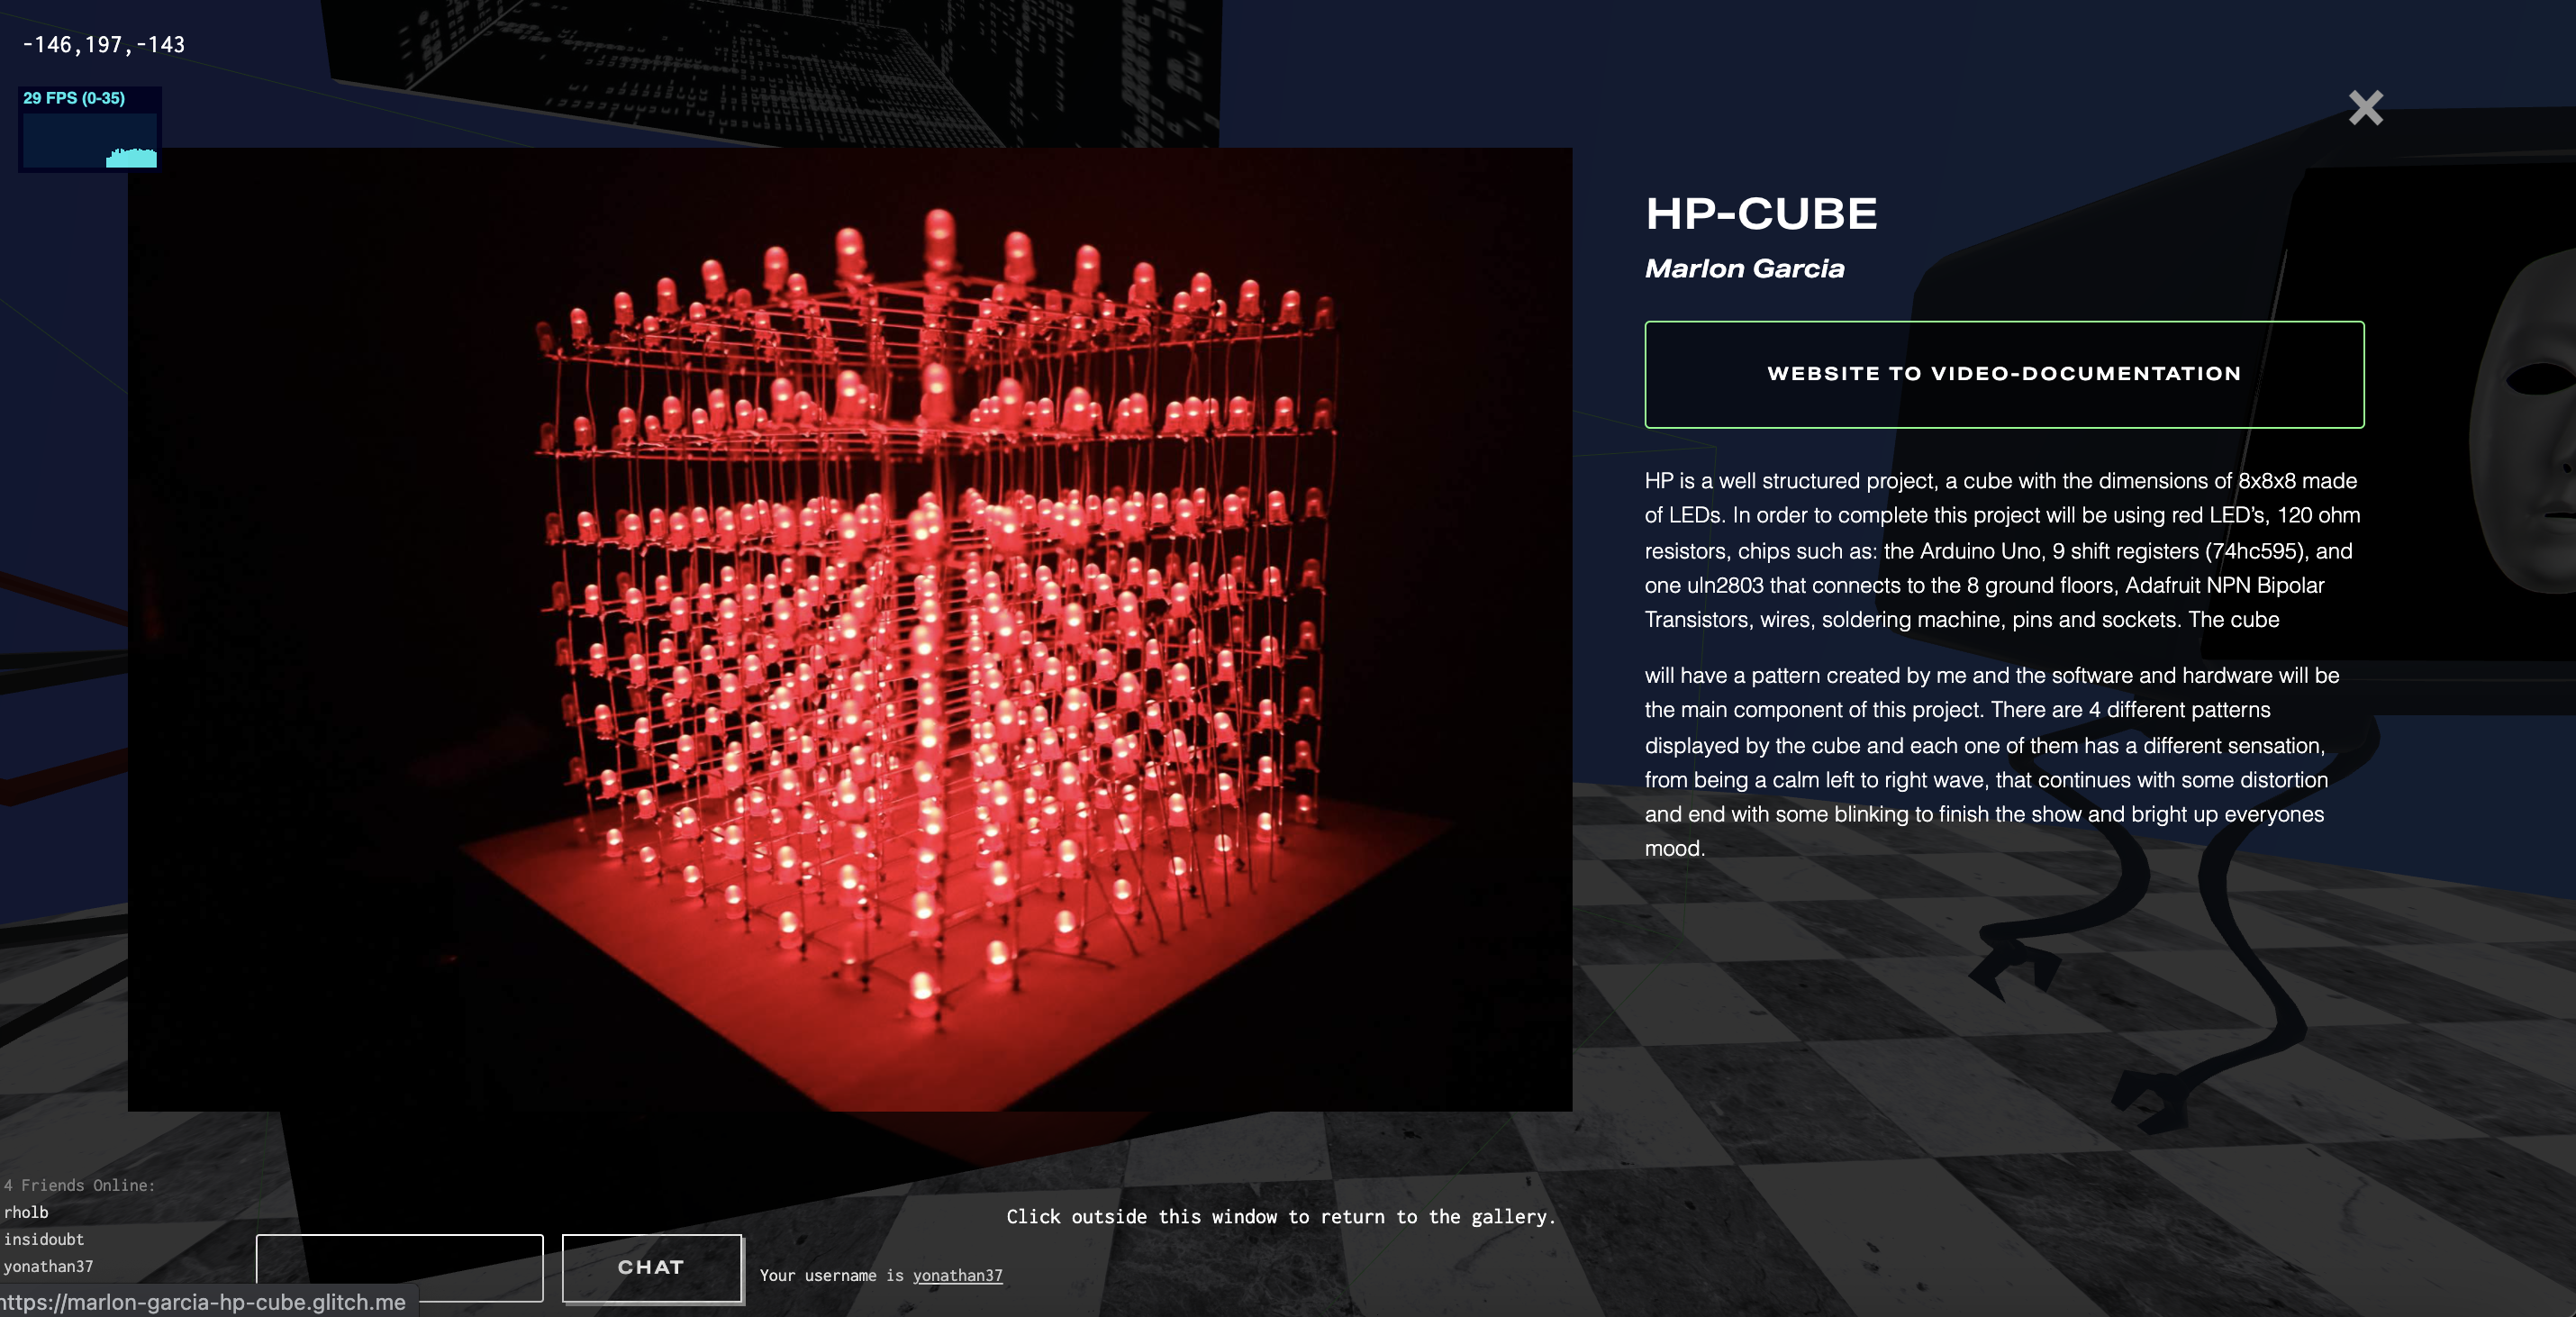 -146,197,-143
29 FPS (0-35)
HP-CUBE
Marlon Garcia
WEBSITE TO VIDEO-DOCUMENTATION
HP is a well structured project, a cube with the dimensions of 8x8x8 made
of LEDs. In order to complete this project will be using red LED’s, 120 ohm
resistors, chips such as: the Arduino Uno, 9 shift registers (74hc595), and
one uln2803 that connects to the 8 ground floors, Adafruit NPN Bipolar
Transistors, wires, soldering machine, pins and sockets. The cube
will have a pattern created by me and the software and hardware will be
the main component of this project. There are 4 different patterns
displayed by the cube and each one of them has a different sensation,
from being a calm left to right wave, that continues with some distortion
and end with some blinking to finish the show and bright up everyones
mood.
4 Friends Online:
rholb
insidoubt
yonathan37
Click outside this window to return to the gallery.
CHAT
Your username is yonathan37
https://marlon-garcia-hp-cube.glitch.me